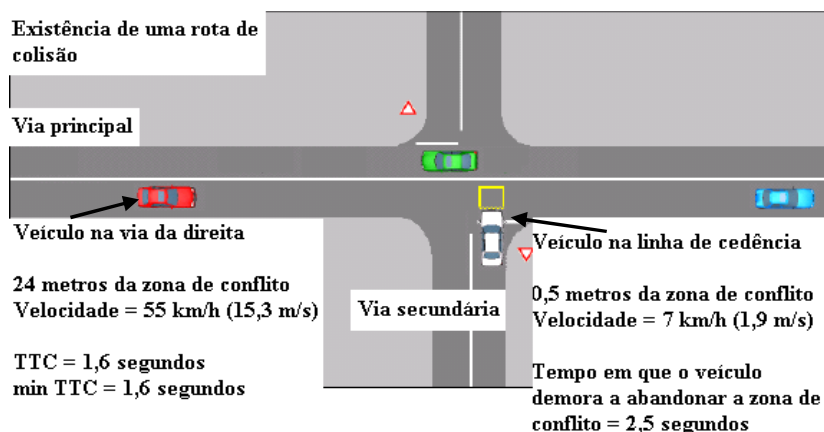 Existência de uma rota de
colisão
Via principal
Veículo na via da direita
24 metros da zona de conflito
Velocidade = 55 km/h (15,3 m/s)
TTC = 1,6 segundos
min TTC = 1,6 segundos
Via secundária
Veículo na linha de cedência
0,5 metros da zona de conflito
Velocidade = 7 km/h (1,9 m/s)
Tempo em que o veículo
demora a abandonar a zona de
conflito = 2,5 segundos